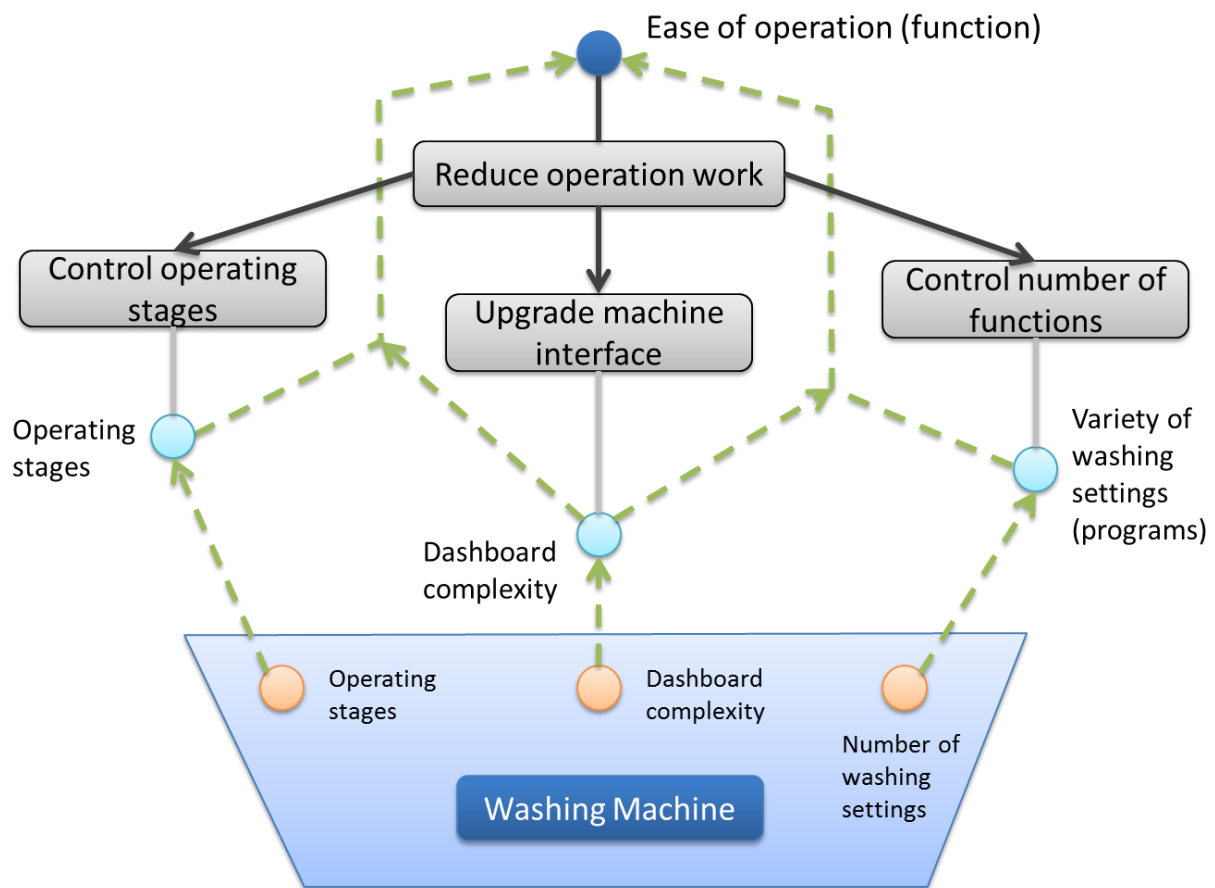 Ease of operation (function)
Reduce operation work
Control operating
stages
Upgrade machine
interface
Control number of
functions
Operating
stages
Variety of
washing
settings
(programs)
Dashboard
complexity
Operating
stages
Dashboard
complexity
Number of
washing
settings
Washing Machine